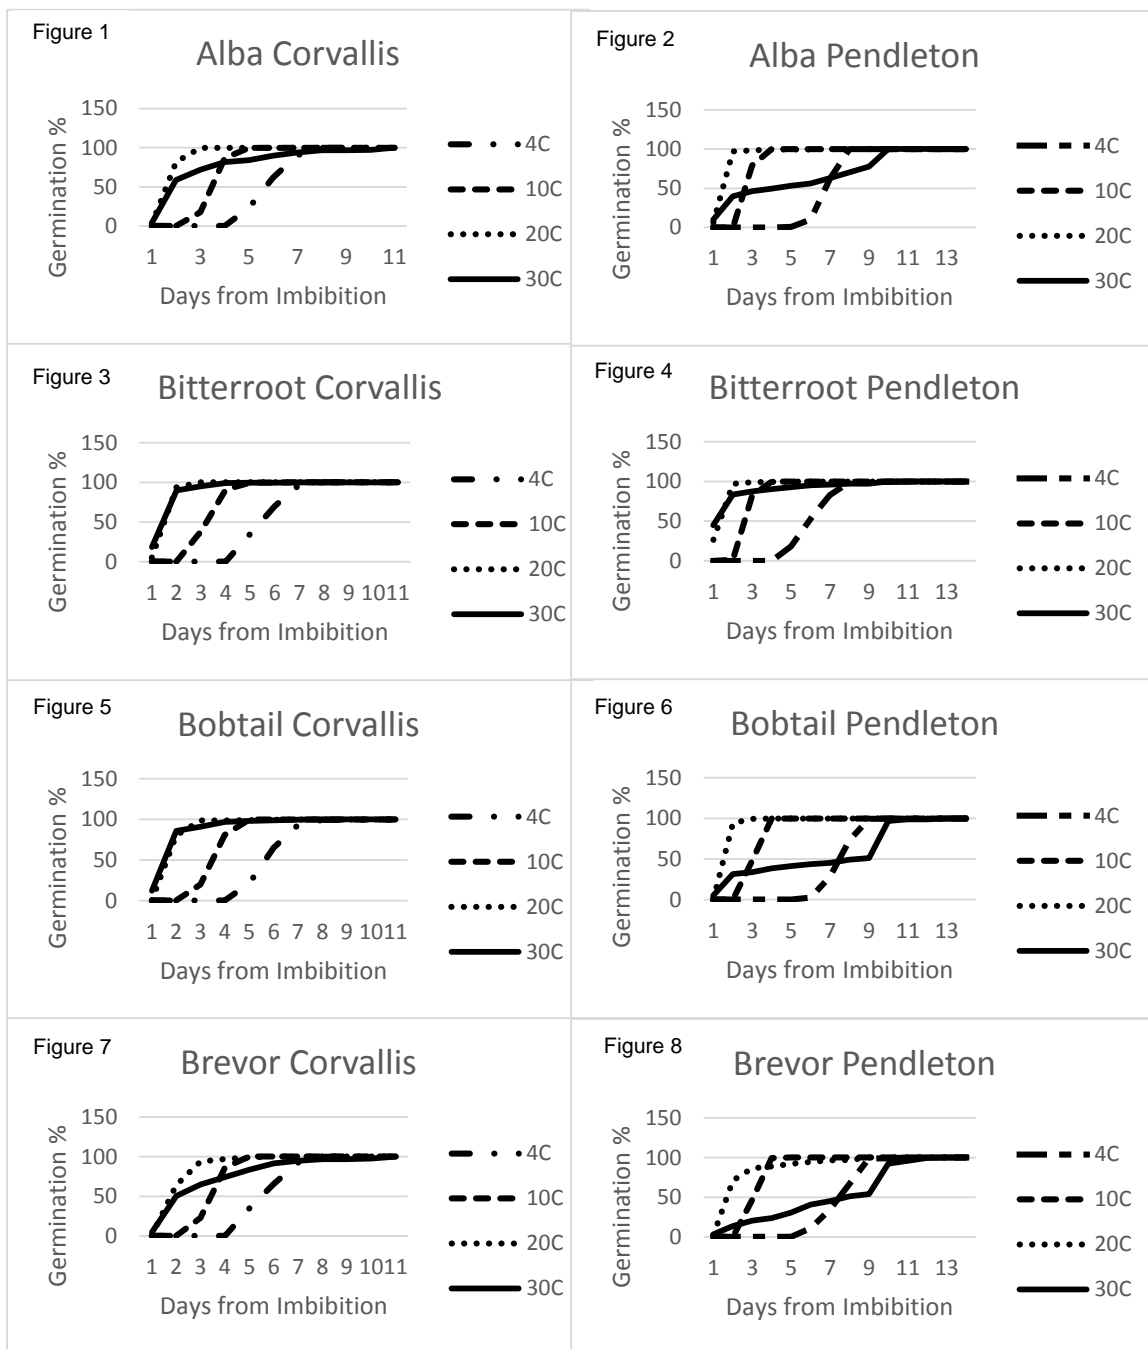 Figure 1
Alba Corvallis
Germination %
150
100
50
0
1 3 5 7 9 11
Days from Imbibition
4C
10C
20C
30C
Figure 2
Alba Pendleton
Germination %
150
100
50
0
1 3 5 7 9 11 13
Days from Imbibition
4C
10C
20C
30C
Figure 3
Bitterroot Corvallis
Germination %
150
100
50
0
1 2 3 4 5 6 7 8 9 10 11
Days from Imbibition
4C
10C
20C
30C
Figure 4
Bitterroot Pendleton
Germination %
150
100
50
0
1 3 5 7 9 11 13
Days from Imbibition
4C
10C
20C
30C
Figure 5
Bobtail Corvallis
Germination %
150
100
50
0
1 2 3 4 5 6 7 8 9 10 11
Days from Imbibition
4C
10C
20C
30C
Figure 6
Bobtail Pendleton
Germination %
150
100
50
0
1 3 5 7 9 11 13
Days from Imbibition
4C
10C
20C
30C
Figure 7
Brevor Corvallis
Germination %
150
100
50
0
1 2 3 4 5 6 7 8 9 10 11
Days from Imbibition
4C
10C
20C
30C
Figure 8
Brevor Pendleton
Germination %
150
100
50
0
1 3 5 7 9 11 13
Days from Imbibition
4C
10C
20C
30C